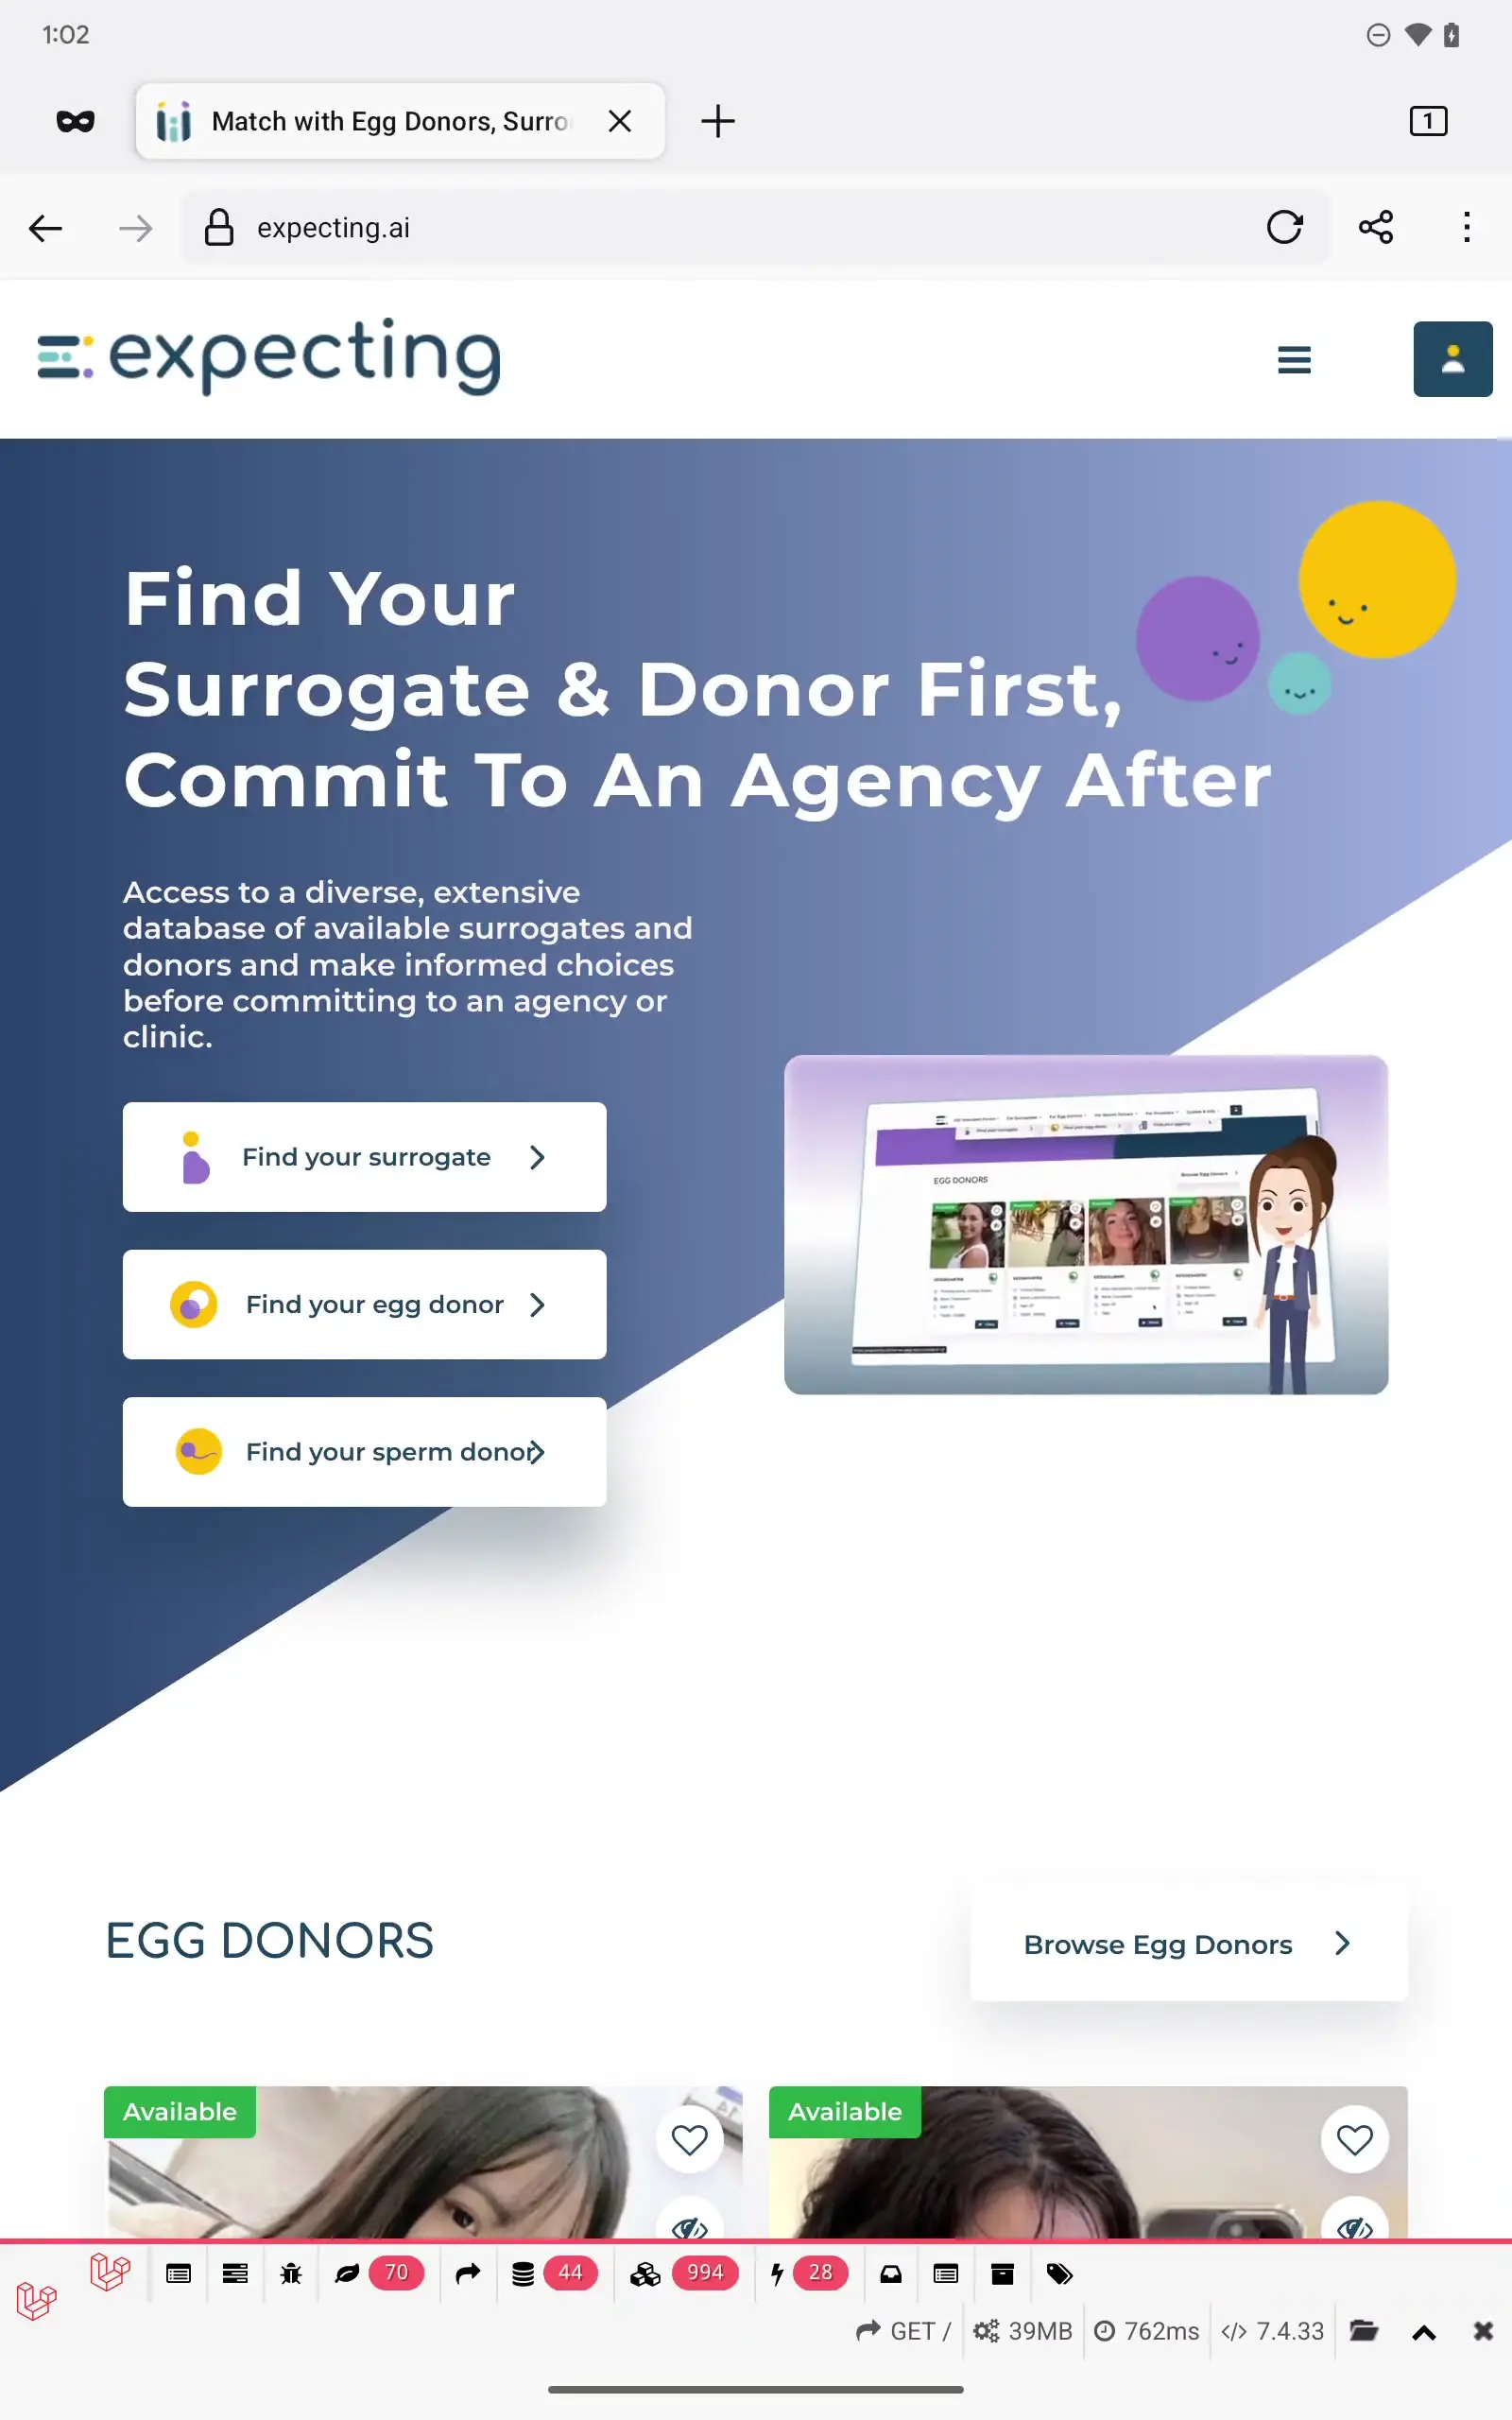 1:02
Match with Egg Donors, Surro
1
expecting.ai
expecting
Find Your
Surrogate & Donor First,
Commit To An Agency After
Access to a diverse, extensive
database of available surrogates and
donors and make informed choices
before committing to an agency or
clinic.
Find your surrogate
Find your egg donor
Find your sperm donor
EGG DONORS
EGG DONORS
Browse Egg Donors
Available
Available
70
44
994
28
GET /
39MB
762ms
7.4.33